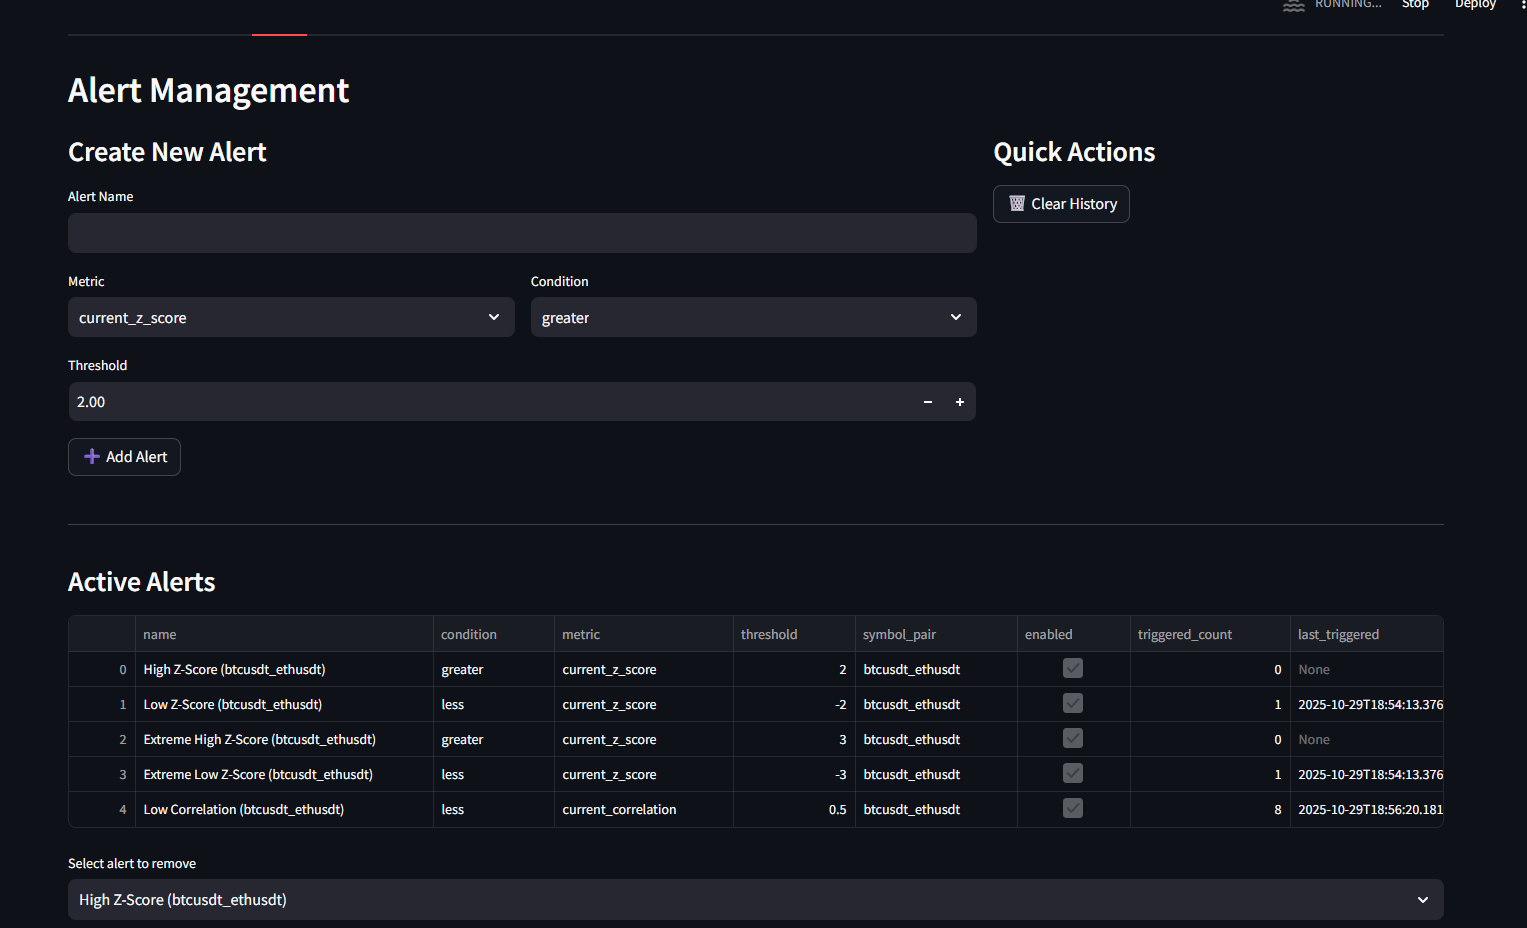 RUNNING... Stop Deploy
Alert Management
Create New Alert
Quick Actions
Alert Name
Clear History
Metric Condition
current_z_score greater
Threshold
2.00 - +
Add Alert
Active Alerts
name condition metric threshold symbol_pair enabled triggered_count last_triggered
0 High Z-Score (btcusdt_ethusdt) greater current_z_score 2 btcusdt_ethusdt 0 None
1 Low Z-Score (btcusdt_ethusdt) less current_z_score -2 btcusdt_ethusdt 1 2025-10-29T18:54:13.376
2 Extreme High Z-Score (btcusdt_ethusdt) greater current_z_score 3 btcusdt_ethusdt 0 None
3 Extreme Low Z-Score (btcusdt_ethusdt) less current_z_score -3 btcusdt_ethusdt 1 2025-10-29T18:54:13.376
4 Low Correlation (btcusdt_ethusdt) less current_correlation 0.5 btcusdt_ethusdt 8 2025-10-29T18:56:20.181
Select alert to remove
High Z-Score (btcusdt_ethusdt)